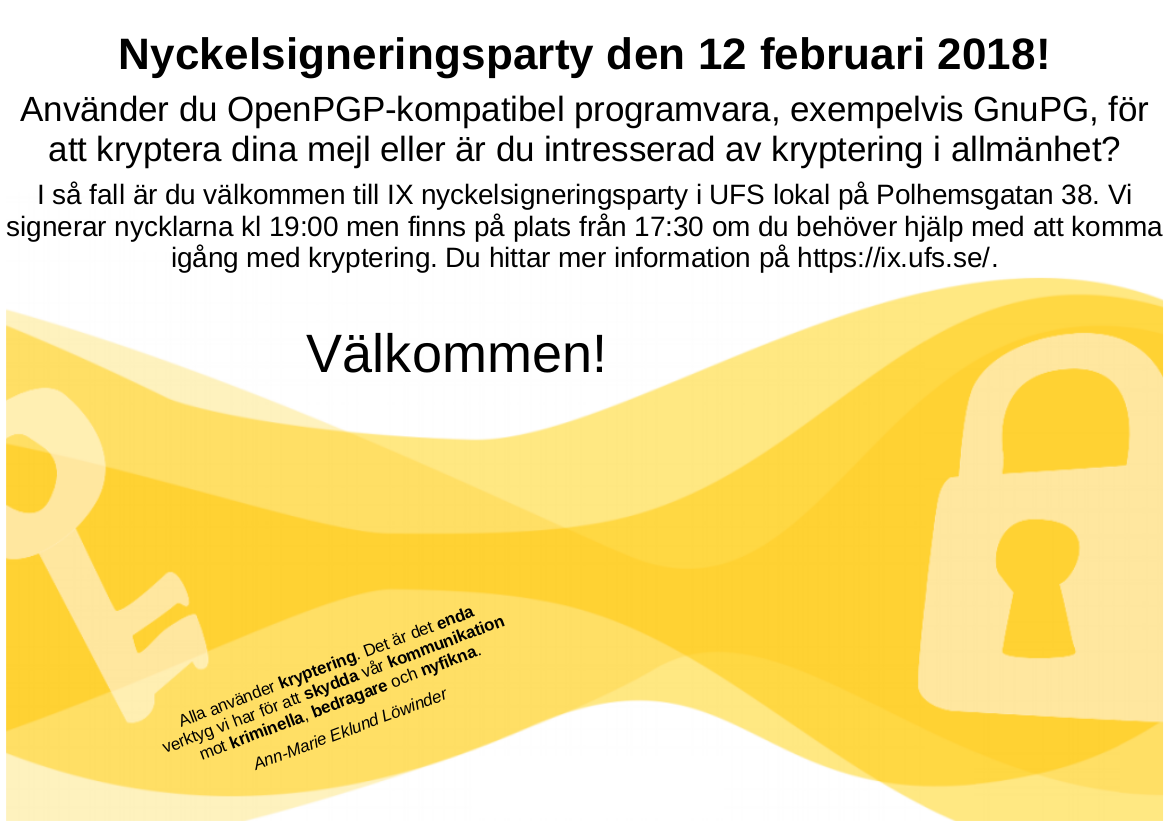 Nyckelsigneringsparty den 12 februari 2018!
Använder du OpenPGP-kompatibel programvara, exempelvis GnuPG, för
att kryptera dina mejl eller är du intresserad av kryptering i allmänhet?
I så fall är du välkommen till IX nyckelsigneringsparty i UFS lokal på Polhemsgatan 38. Vi
signerar nycklarna kl 19:00 men finns på plats från 17:30 om du behöver hjälp med att komma
igång med kryptering. Du hittar mer information på https://ix.ufs.se/.
Välkommen!
Alla använder kryptering. Det är det enda
verktyg vi har för att skydda vår kommunikation
mot kriminella, bedragare och nyfikna.
Ann-Marie Eklund Löwinder